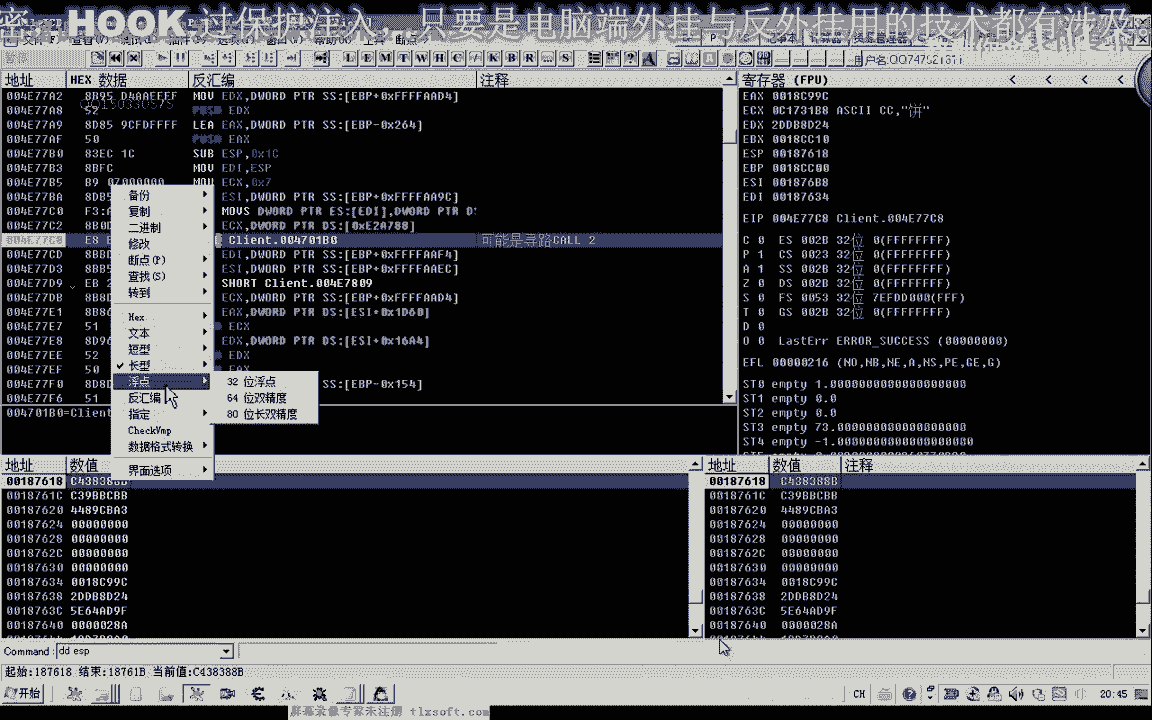 密 HOOK 过保护注入 只要是电脑端外挂与反外挂用的技术都有涉及
地址 HEX 数据 反汇编 注释 寄存器 (FPU)
004E77A2 8B95 D4AAFFFF MOV EDX,DWORD PTR SS:[EBP+0xFFFFAAD4]
004E77A8 52 PUSH EDX
004E77A9 8D85 9CFDFFFF LEA EAX,DWORD PTR SS:[EBP-0x264]
004E77AF 50 PUSH EAX
004E77B0 83EC 1C SUB ESP,0x1C
004E77B3 8BFC MOV EDI,ESP
004E77B5 B9 07000000 MOV ECX,0x7
004E77BA 8DB5 ESI,DWORD PTR SS:[EBP+0xFFFFAA9C]
004E77C0 F3:A MOVS DWORD PTR ES:[EDI],DWORD PTR D:
004E77C2 8B0D ECX,DWORD PTR DS:[0xE2A788]
004E77C8 E8 Client.004701B0 可能是寻路CALL 2
004E77CD 8B EDI,DWORD PTR SS:[EBP+0xFFFFAAF4]
004E77D3 8BB5 ESI,DWORD PTR SS:[EBP+0xFFFFAAEC]
004E77D9 EB 2 SHORT Client.004E7809
004E77DB 8B8D ECX,DWORD PTR SS:[EBP+0xFFFFAAD4]
004E77E1 8B86 EAX,DWORD PTR DS:[ESI+0x1D60]
004E77E7 51 ECX
004E77E8 8D96 EDX,DWORD PTR DS:[ESI+0x16A4]
004E77EE 52 EDX
004E77EF 50 EAX
004E77F0 8D8D SS:[EBP-0x154]
004E77F6 51
004701B0=Client
EAX 0018C99C
ECX 0C1731B8 ASCII CC,"饼"
EDX 2DDB8D24
EBX 0018CC10
ESP 00187618
EBP 0018CC00
ESI 001876B8
EDI 00187634
EIP 004E77C8 Client.004E77C8
C 0 ES 002B 32位 0(FFFFFFFF)
P 1 CS 0023 32位 0(FFFFFFFF)
A 1 SS 002B 32位 0(FFFFFFFF)
Z 0 DS 002B 32位 0(FFFFFFFF)
S 0 FS 0053 32位 7EFDD000(FFF)
T 0 GS 002B 32位 0(FFFFFFFF)
D 0
O 0 LastErr ERROR_SUCCESS (00000000)
EFL 00000216 (NO,NB,NE,A,NS,PE,GE,G)
ST0 empty 1.0000000000000000000
ST1 empty 0.0
ST2 empty 0.0
ST3 empty 73.000000000000000000
ST4 empty -1.0000000000000000000
备份
复制
二进制
修改
断点(P)
查找(S)
转到
Hex
文本
短型
长型
浮点
反汇编
指定
CheckVmp
数据格式转换
界面选项
32 位浮点
64 位双精度
80 位长双精度
地址 数值 地址 数值 注释
00187618 C438388B 00187618 C438388B
0018761C C39BBCBB 0018761C C39BBCBB
00187620 4489CBA3 00187620 4489CBA3
00187624 00000000 00187624 00000000
00187628 00000000 00187628 00000000
0018762C 00000000 0018762C 00000000
00187630 00000000 00187630 00000000
00187634 0018C99C 00187634 0018C99C
00187638 2DDB8D24 00187638 2DDB8D24
0018763C 5E64AD9F 0018763C 5E64AD9F
00187640 0000028A 00187640 0000028A
Command: dd esp
起始:187618 结束:18761B 当前值:C438388B
开始 CH 20:45
屏幕录像专家未注册 tlxsoft.com